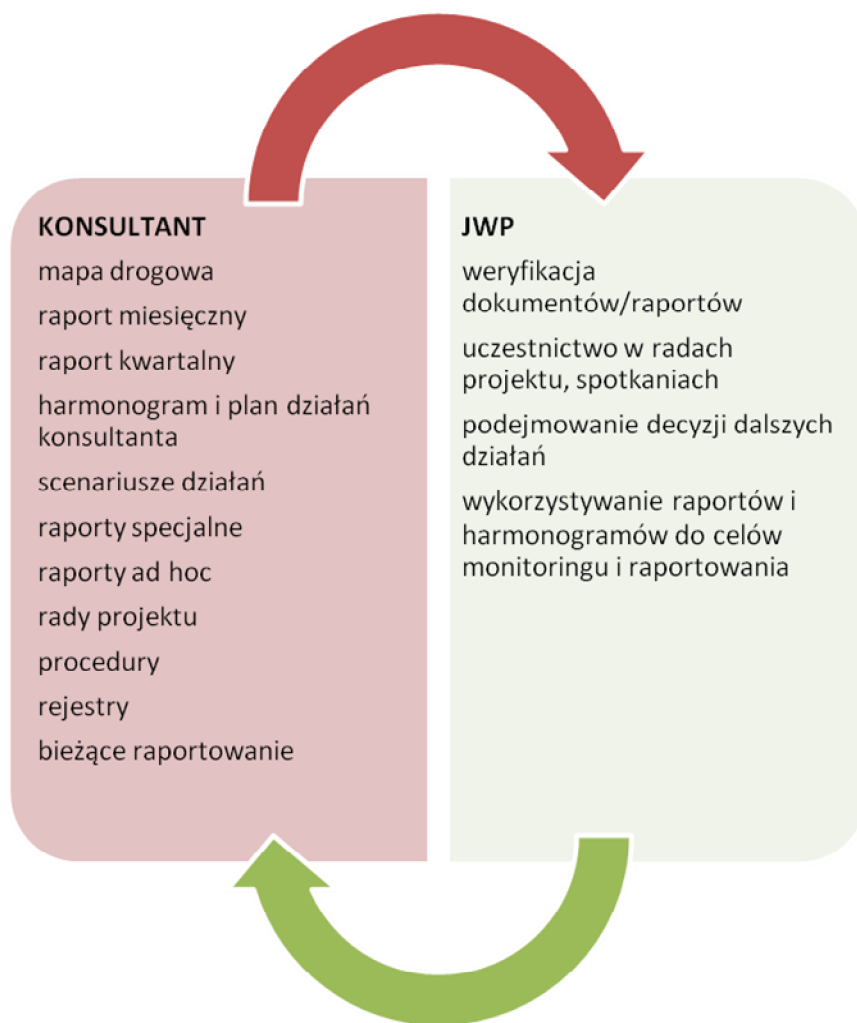 KONSULTANT
mapa drogowa
raport miesięczny
raport kwartalny
harmonogram i plan działań
konsultanta
scenariusze działań
raporty specjalne
raporty ad hoc
rady projektu
procedury
rejestry
bieżące raportowanie
JWP
weryfikacja
dokumentów/raportów
uczestnictwo w radach
projektu, spotkaniach
podejmowanie decyzji dalszych
działań
wykorzystywanie raportów i
harmonogramów do celów
monitoringu i raportowania